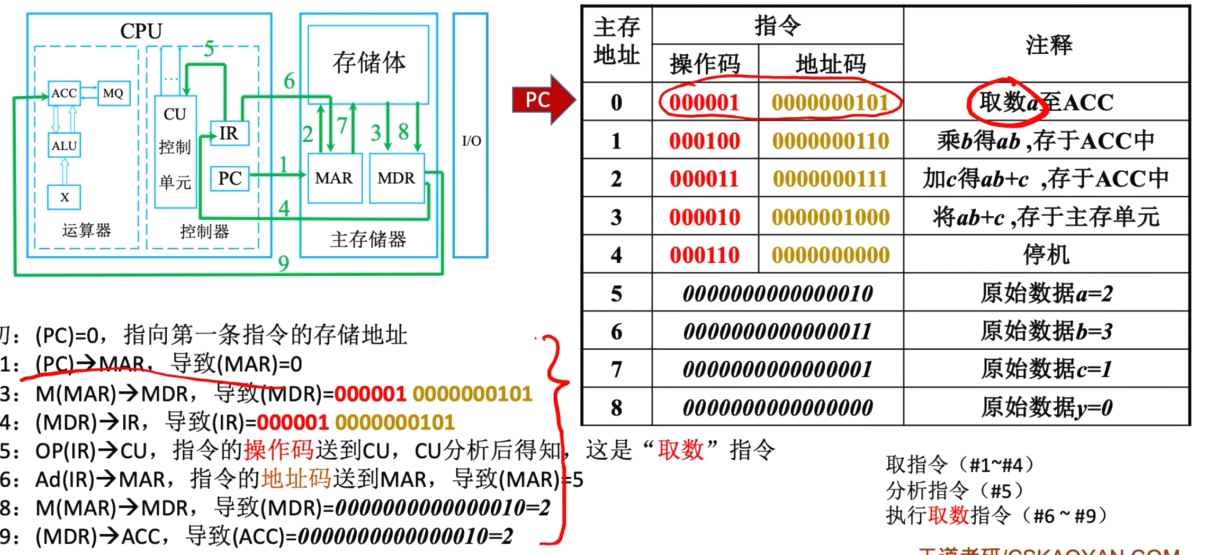 CPU
5
6
ACC
MQ
CU
控制
单元
IR
ALU
PC
X
运算器
控制器
1
4
9
存储体
2
7
3
8
MAR
MDR
主存储器
I/O
PC
主存地址 指令 注释
操作码 地址码
0 000001 0000000101 取数a至ACC
1 000100 0000000110 乘b得ab ,存于ACC中
2 000011 0000000111 加c得ab+c ,存于ACC中
3 000010 0000001000 将ab+c ,存于主存单元
4 000110 0000000000 停机
5 0000000000000010 原始数据a=2
6 0000000000000011 原始数据b=3
7 0000000000000001 原始数据c=1
8 0000000000000000 原始数据y=0
: (PC)=0，指向第一条指令的存储地址
1: (PC)→MAR，导致(MAR)=0
3: M(MAR)→MDR，导致(MDR)=000001 0000000101
4: (MDR)→IR，导致(IR)=000001 0000000101
5: OP(IR)→CU，指令的操作码送到CU，CU分析后得知，这是“取数”指令
6: Ad(IR)→MAR，指令的地址码送到MAR，导致(MAR)=5
8: M(MAR)→MDR，导致(MDR)=0000000000000010=2
9: (MDR)→ACC，导致(ACC)=0000000000000010=2
取指令（#1~#4）
分析指令（#5）
执行取数指令（#6 ~ #9）